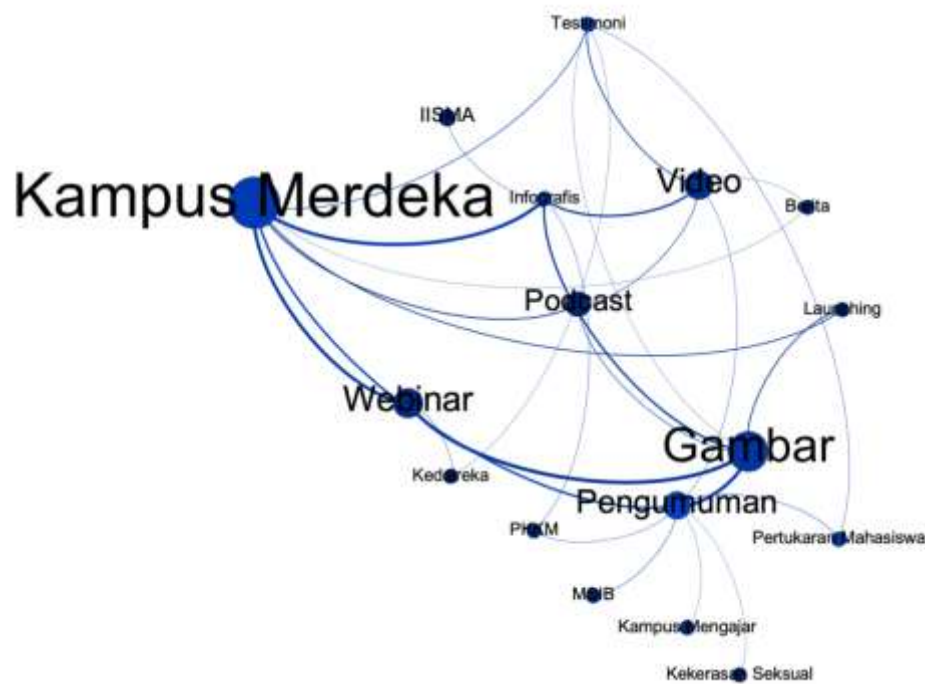 Testimoni
IISMA
Kampus Merdeka
Video
Infografis
Berita
Podcast
Launching
Webinar
Gambar
Kedaireka
Pengumuman
PKKM
Pertukaran Mahasiswa
MSIB
Kampus Mengajar
Kekerasan Seksual